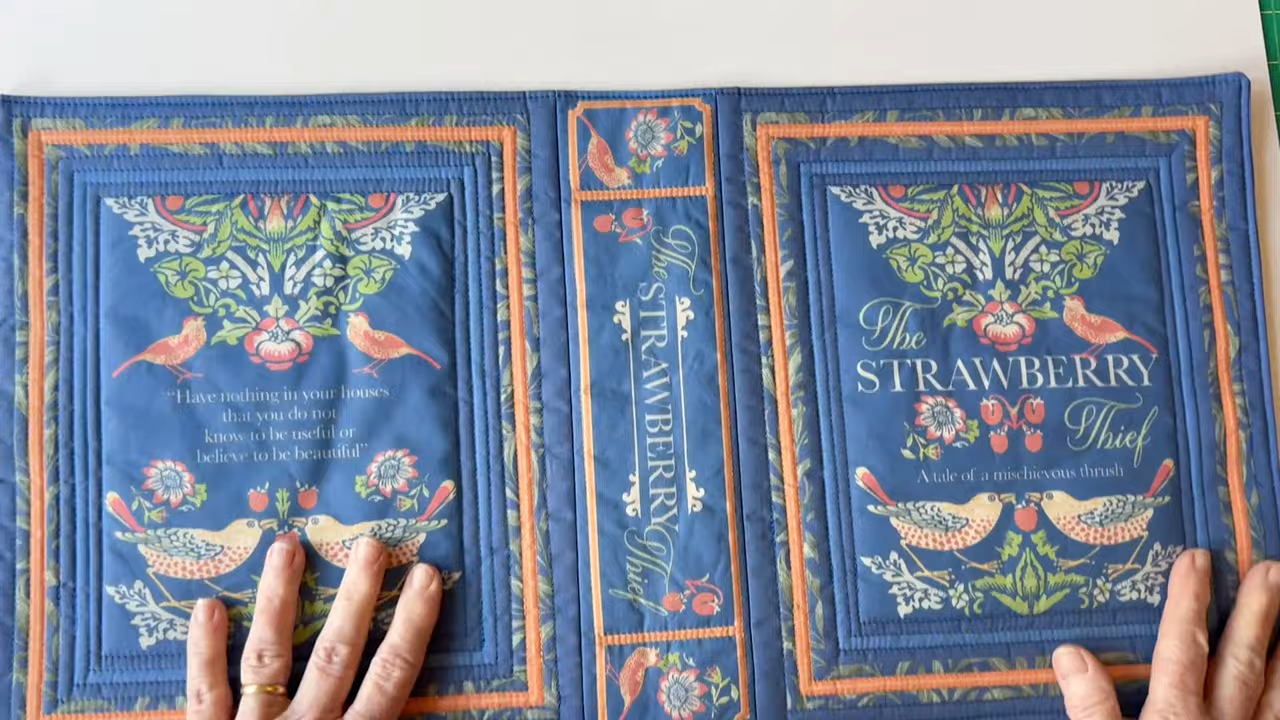 “Have nothing in your houses
that you do not
know to be useful or
believe to be beautiful”
The STRAWBERRY Thief
The
STRAWBERRY
Thief
A tale of a mischievous thrush